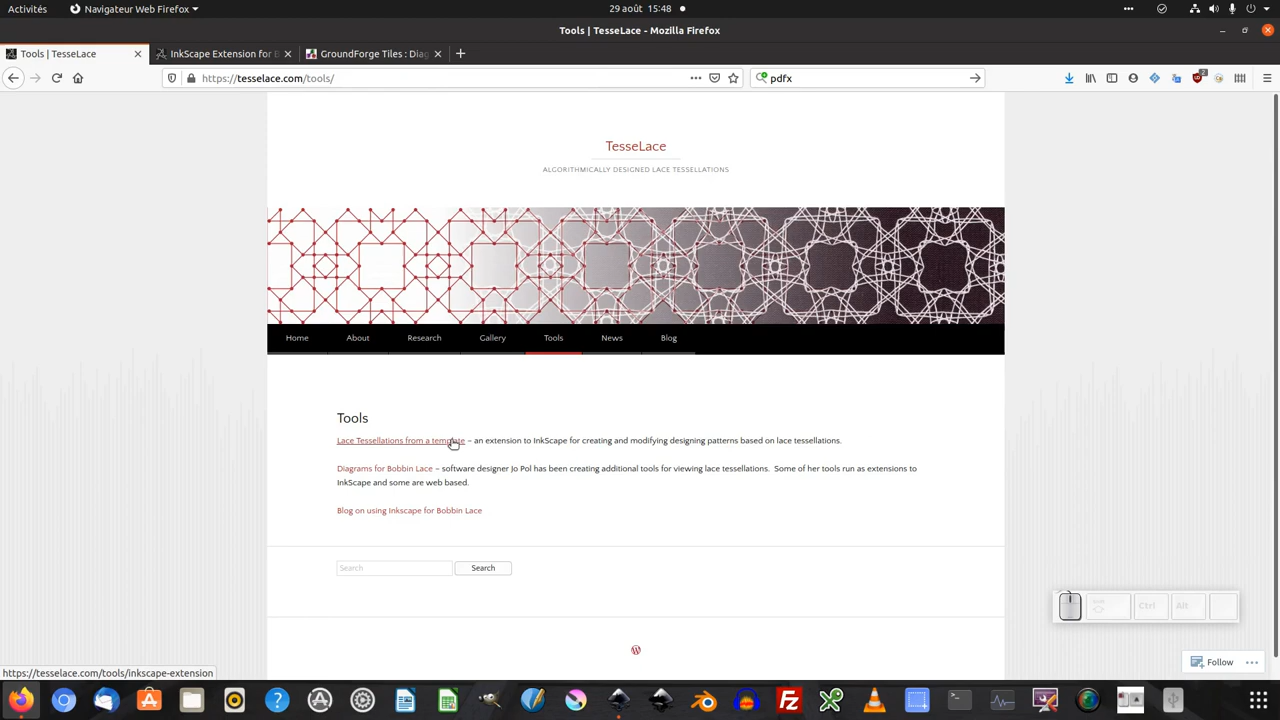 Activités
Navigateur Web Firefox
29 août 15:48
Tools | TesseLace - Mozilla Firefox
Tools | TesseLace
InkScape Extension for B
GroundForge Tiles : Diag
https://tesselace.com/tools/
pdfx
TesseLace
ALGORITHMICALLY DESIGNED LACE TESSELLATIONS
Home About Research Gallery Tools News Blog
Tools
Lace Tessellations from a template – an extension to InkScape for creating and modifying designing patterns based on lace tessellations.
Diagrams for Bobbin Lace – software designer Jo Pol has been creating additional tools for viewing lace tessellations. Some of her tools run as extensions to
InkScape and some are web based.
Blog on using Inkscape for Bobbin Lace
Search Search
Ctrl Alt
Follow
https://tesselace.com/tools/inkscape-extension